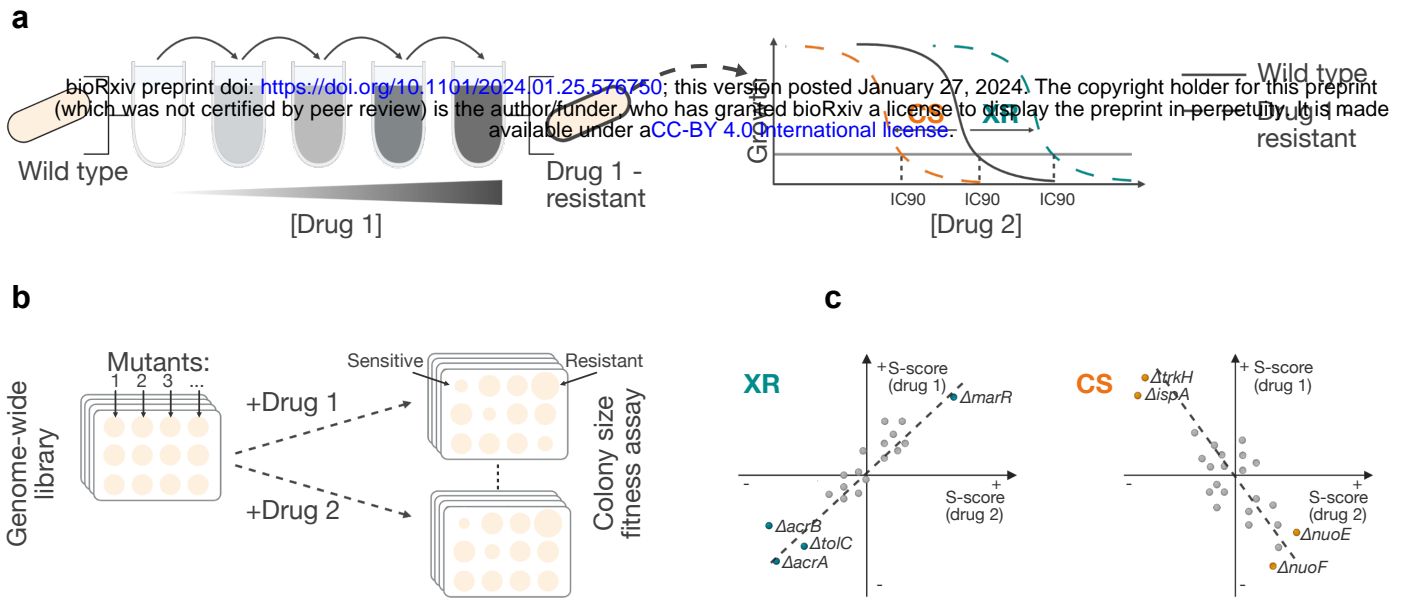 a
bioRxiv preprint doi: https://doi.org/10.1101/2024.01.25.576750; this version posted January 27, 2024. The copyright holder for this preprint
(which was not certified by peer review) is the author/funder, who has granted bioRxiv a license to display the preprint in perpetuity. It is made
available under aCC-BY 4.0 International license.
Wild type
[Drug 1]
Drug 1 -
resistant
Growth
CS
XR
IC90
IC90
IC90
[Drug 2]
Wild type
Drug 1 -
resistant
b
Genome-wide
library
Mutants:
1 2 3 ...
+Drug 1
+Drug 2
Sensitive
Resistant
Colony size
fitness assay
c
XR
+ S-score
(drug 1)
ΔmarR
- +
S-score
(drug 2)
ΔacrB
ΔtolC
ΔacrA
-
CS
+ S-score
(drug 1)
ΔtrkH
ΔispA
- +
S-score
(drug 2)
ΔnuoE
ΔnuoF
-